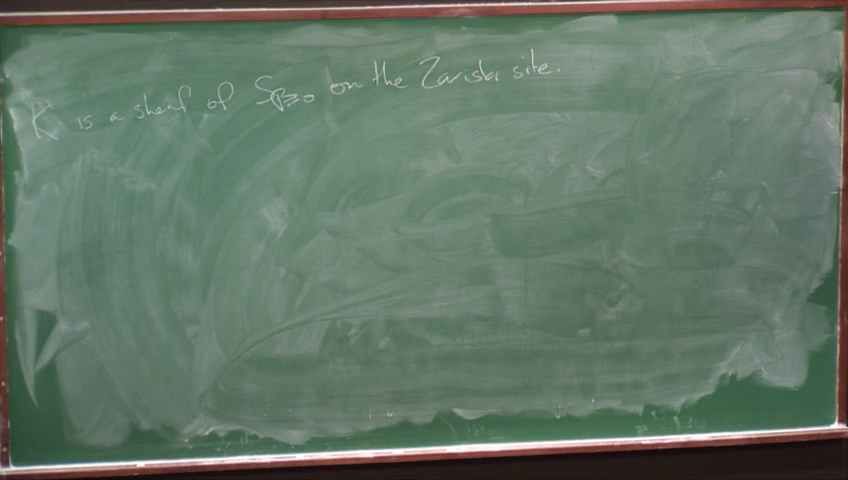 K is a sheaf of Sp≥0 on the Zariski site.